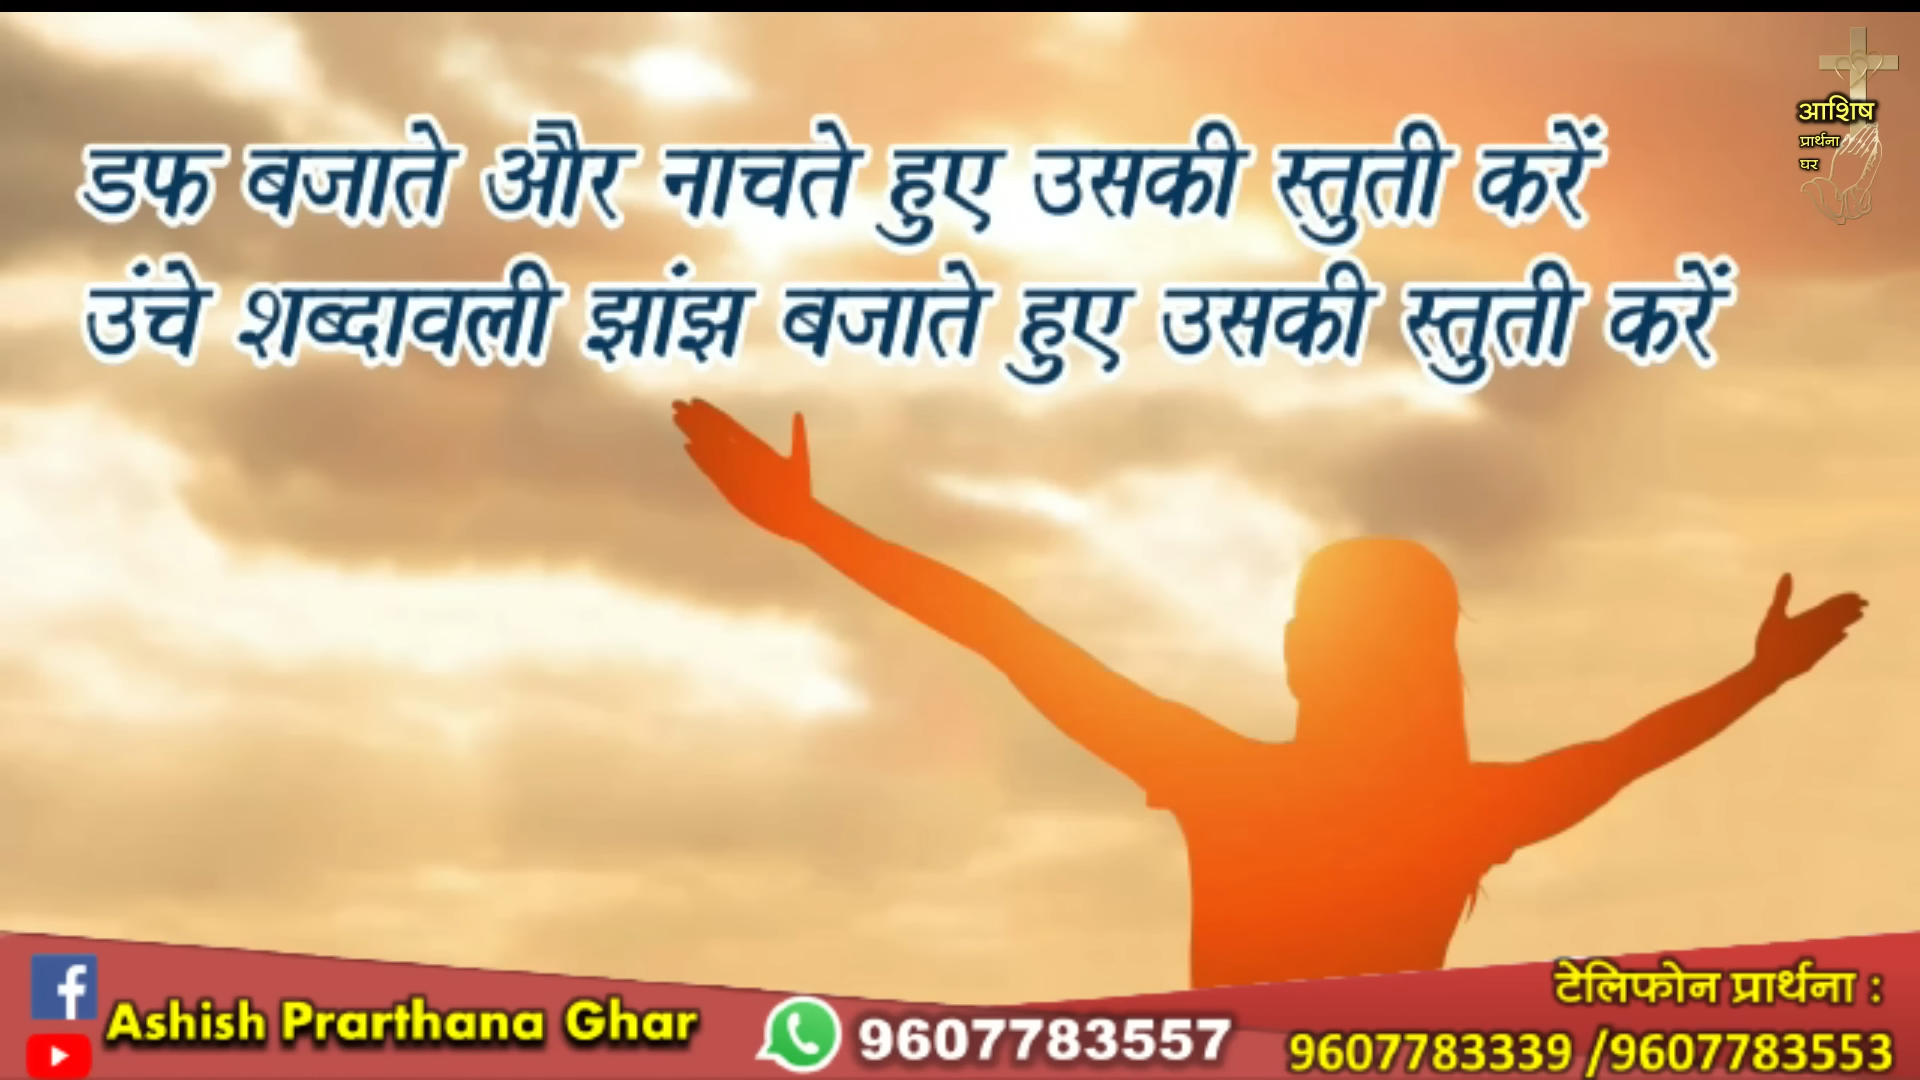 डफ बजाते और नाचते हुए उसकी स्तुती करें
उंचे शब्दावली झांझ बजाते हुए उसकी स्तुती करें
आशिष
प्रार्थना
घर
Ashish Prarthana Ghar
9607783557
टेलिफोन प्रार्थना :
9607783339 /9607783553